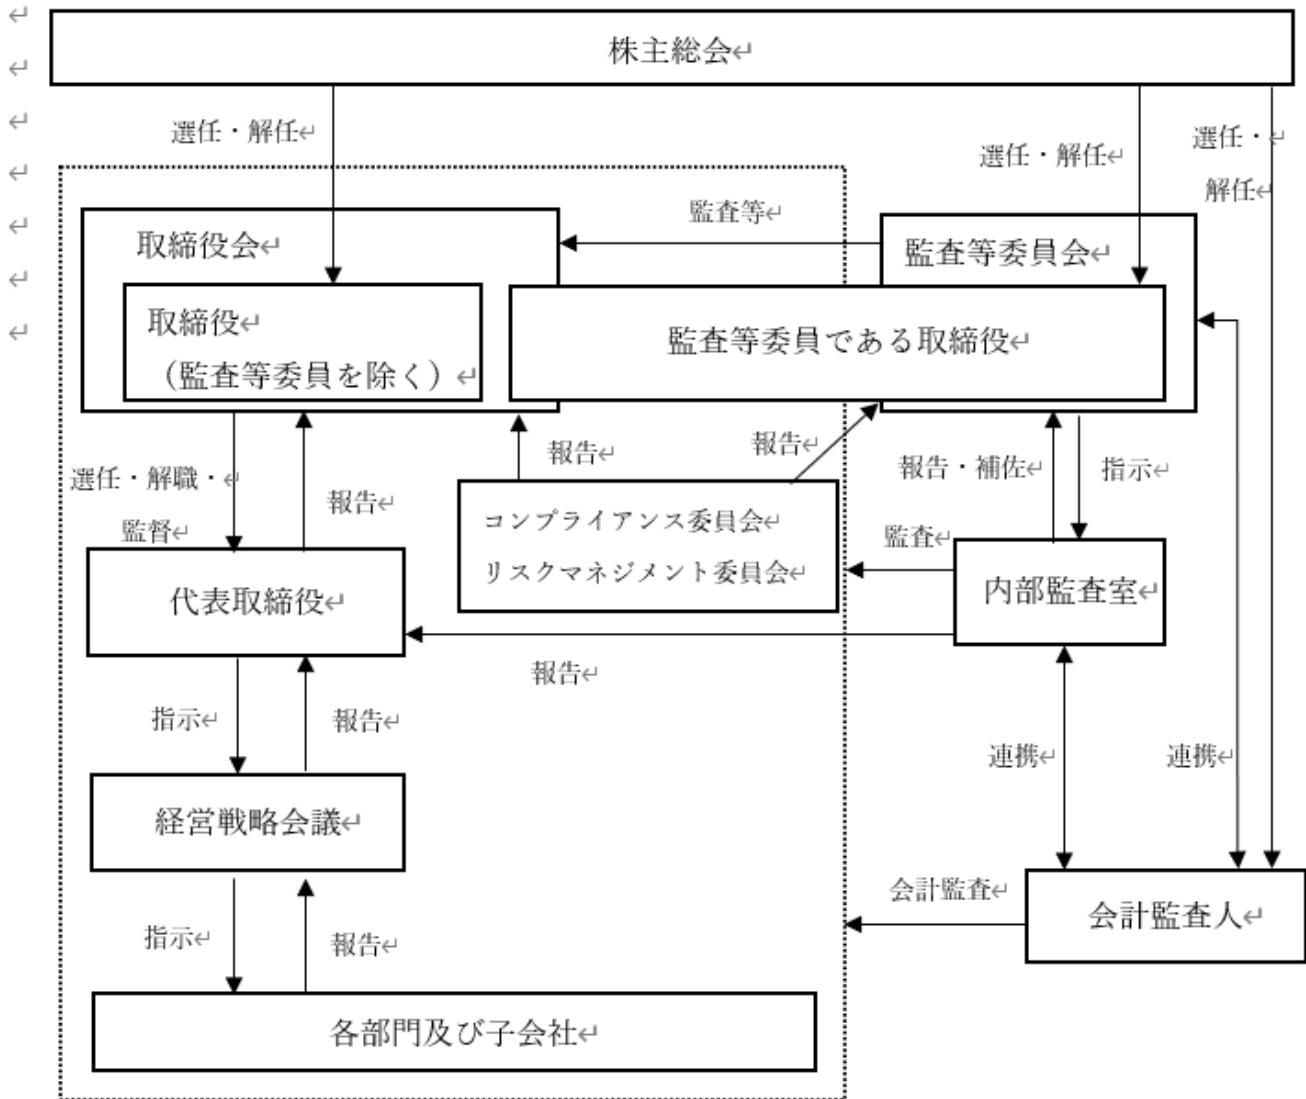 株主総会
選任・解任
選任・解任
選任・
解任
監査等
取締役会
監査等委員会
取締役
（監査等委員を除く）
監査等委員である取締役
選任・解職・
監督
報告
報告
報告
報告・補佐
指示
コンプライアンス委員会
リスクマネジメント委員会
監査
内部監査室
代表取締役
報告
指示
報告
連携
連携
経営戦略会議
会計監査
会計監査人
指示
報告
各部門及び子会社